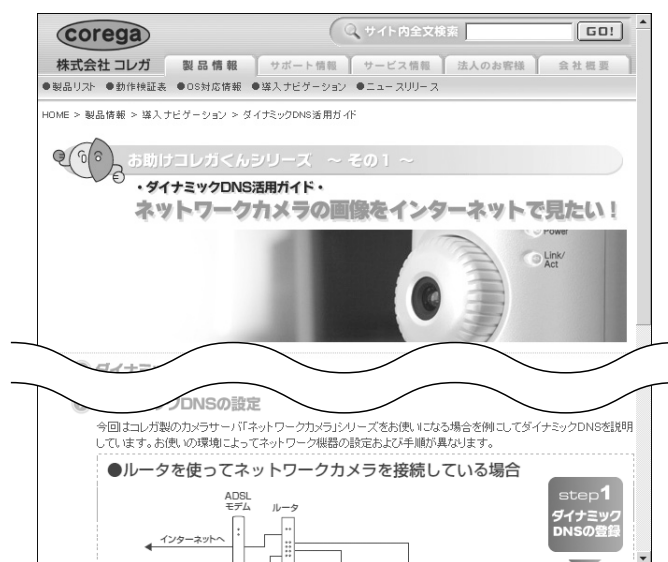 corega
サイト内全文検索
GO!
株式会社 コレガ
製品情報
サポート情報
サービス情報
法人のお客様
会社概要
●製品リスト ●動作検証表 ●OS対応情報 ●導入ナビゲーション ●ニュースリリース
HOME > 製品情報 > 導入ナビゲーション > ダイナミックDNS活用ガイド
お助けコレガくんシリーズ ～ その１ ～
・ダイナミックDNS活用ガイド・
ネットワークカメラの画像をインターネットで見たい！
Power
Link/
Act
DNSの設定
今回はコレガ製のカメラサーバ「ネットワークカメラ」シリーズをお使いになる場合を例にしてダイナミックDNSを説明
しています。お使いの環境によってネットワーク機器の設定および手順が異なります。
●ルータを使ってネットワークカメラを接続している場合
ADSL
モデム
ルータ
インターネットへ
step1
ダイナミック
DNSの登録